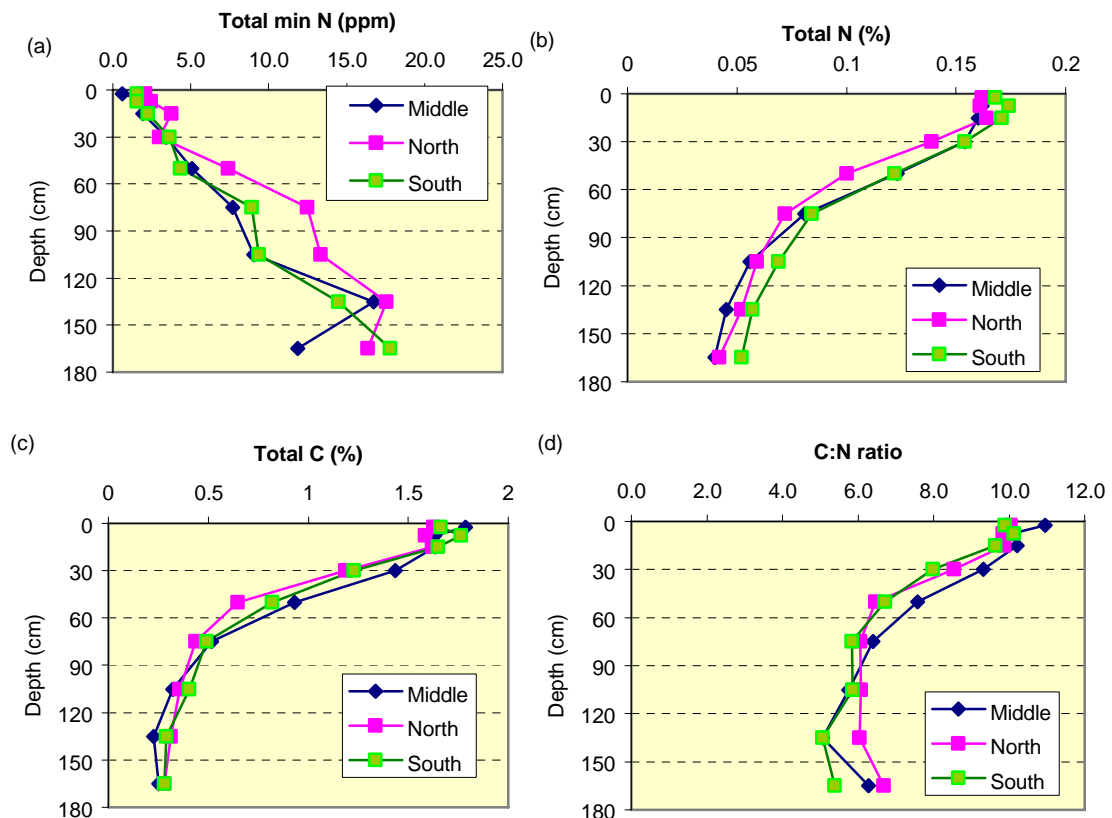 (a)
Total min N (ppm)
0.0 5.0 10.0 15.0 20.0 25.0
0
30
60
90
120
150
180
Depth (cm)
Middle
North
South
(b)
Total N (%)
0 0.05 0.1 0.15 0.2
0
30
60
90
120
150
180
Depth (cm)
Middle
North
South
(c)
Total C (%)
0 0.5 1 1.5 2
0
30
60
90
120
150
180
Depth (cm)
Middle
North
South
(d)
C:N ratio
0.0 2.0 4.0 6.0 8.0 10.0 12.0
0
30
60
90
120
150
180
Depth (cm)
Middle
North
South